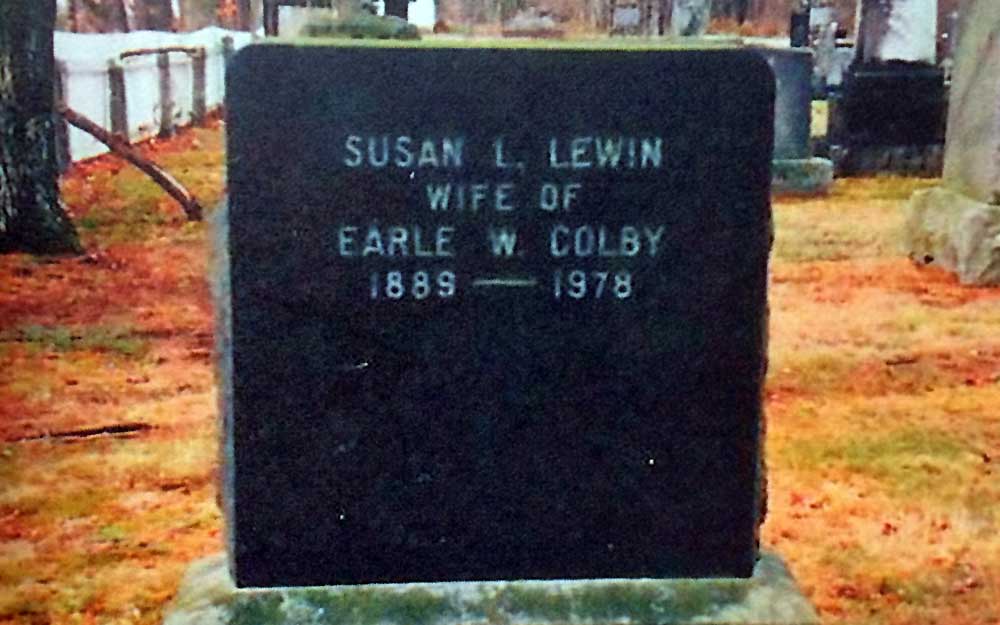 SUSAN L. LEWIN
WIFE OF
EARLE W. COLBY
1889 — 1978